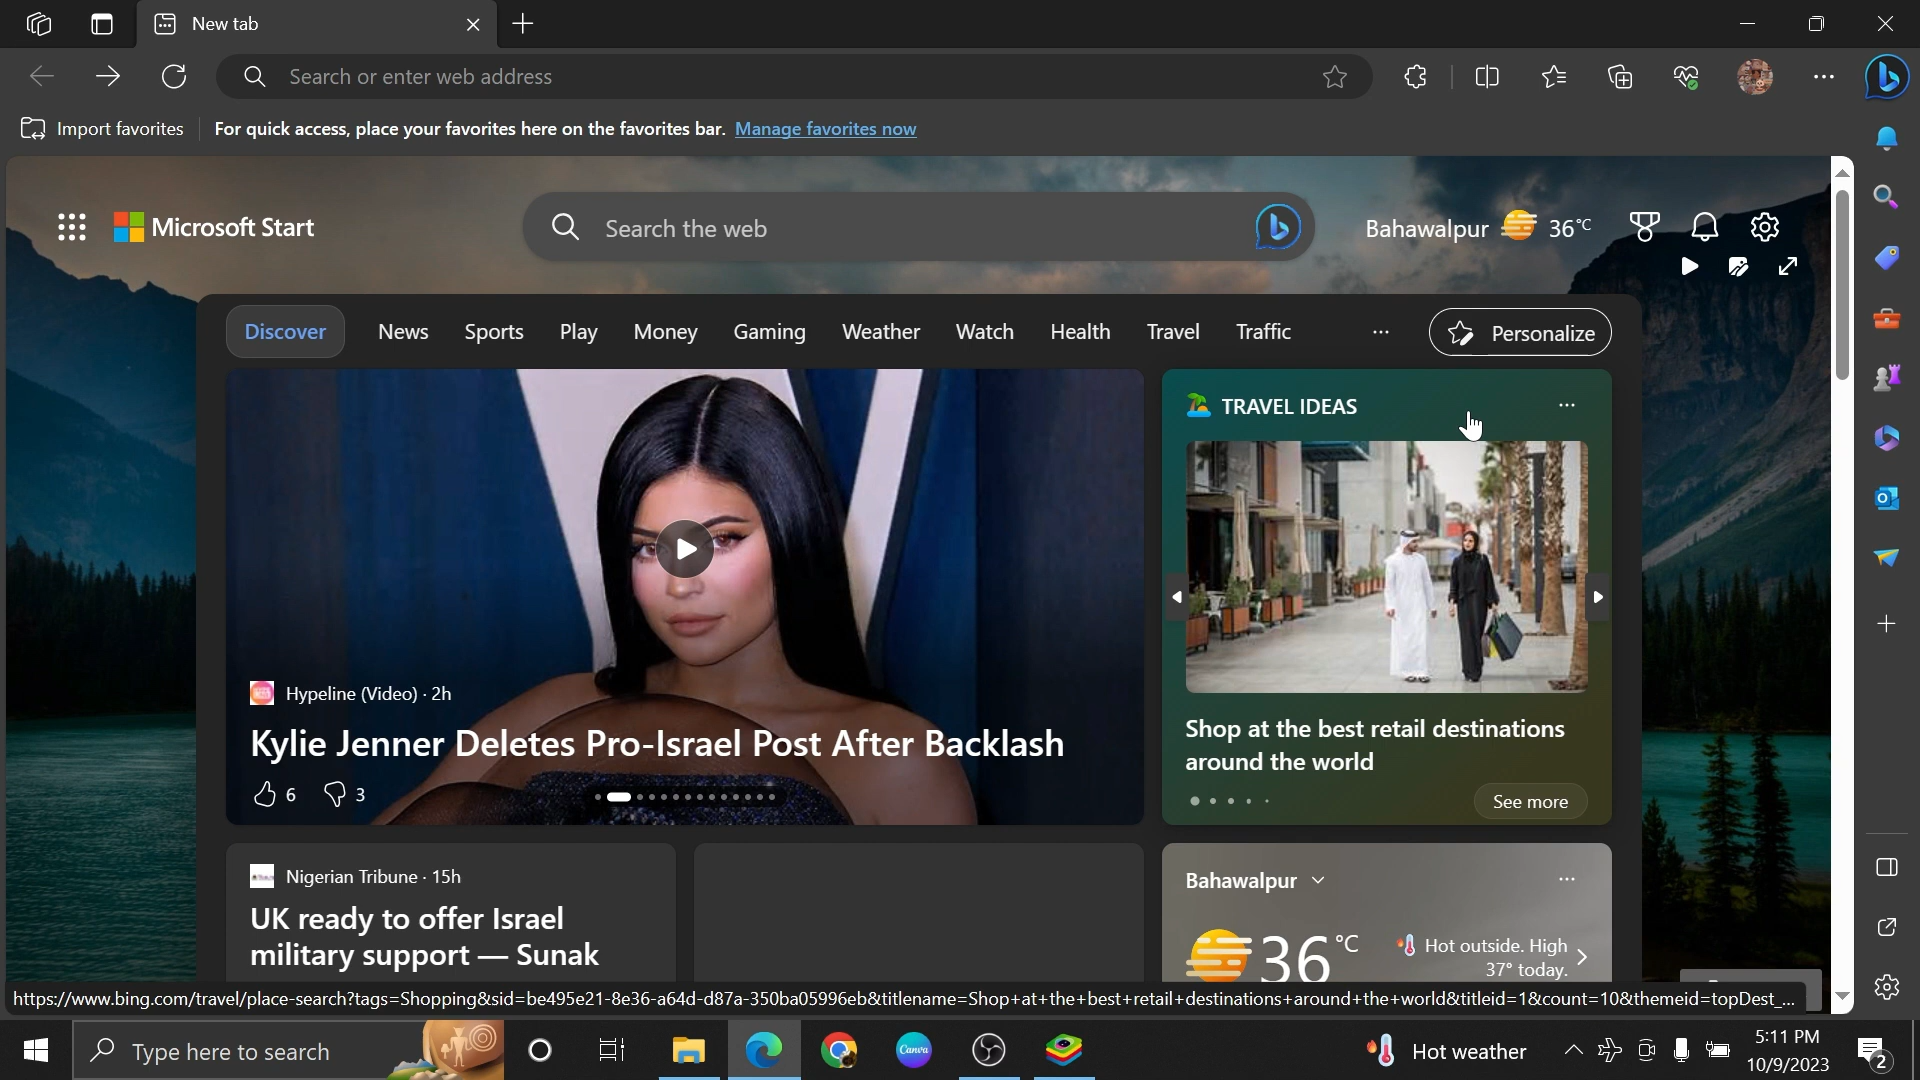 New tab
Search or enter web address
Import favorites
For quick access, place your favorites here on the favorites bar. Manage favorites now
Microsoft Start
Search the web
Bahawalpur 36°C
Discover News Sports Play Money Gaming Weather Watch Health Travel Traffic ... Personalize
TRAVEL IDEAS
Hypeline (Video) · 2h
Kylie Jenner Deletes Pro-Israel Post After Backlash
6 3
Shop at the best retail destinations
around the world
See more
Nigerian Tribune · 15h
UK ready to offer Israel
military support — Sunak
Bahawalpur
36°C
Hot outside. High
37° today.
https://www.bing.com/travel/place-search?tags=Shopping&sid=be495e21-8e36-a64d-d87a-350ba05996eb&titlename=Shop+at+the+best+retail+destinations+around+the+world&titleid=1&count=10&themeid=topDest_...
Type here to search
Canva
Hot weather
5:11 PM
10/9/2023
2